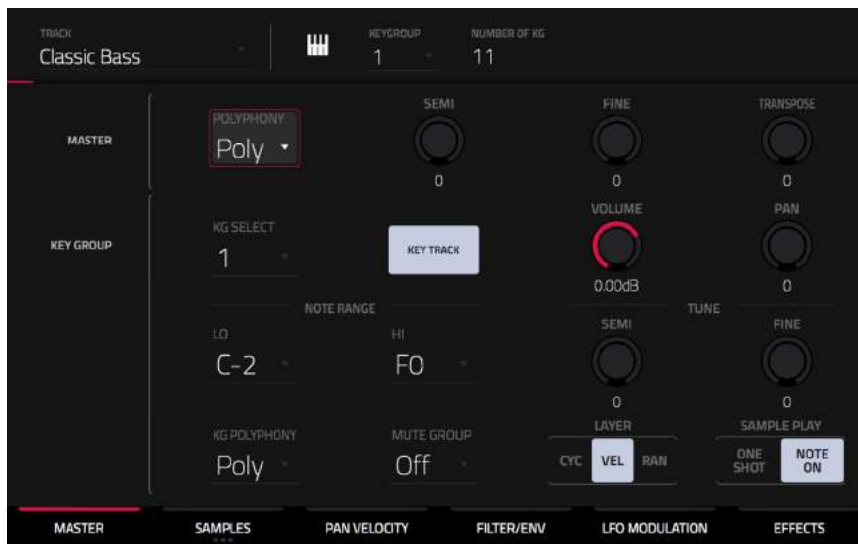 TRACK KEYGROUP NUMBER OF KG
Classic Bass 1 11
SEMI FINE TRANSPOSE
POLYPHONY
MASTER Poly
0 0 0
VOLUME PAN
KG SELECT
KEY GROUP 1 KEY TRACK
0.00dB 0
NOTE RANGE TUNE
LO HI SEMI FINE
C-2 F0
0 0
LAYER SAMPLE PLAY
KG POLYPHONY MUTE GROUP
Poly Off CYC VEL RAN ONE SHOT NOTE ON
MASTER SAMPLES PAN VELOCITY FILTER/ENV LFO MODULATION EFFECTS